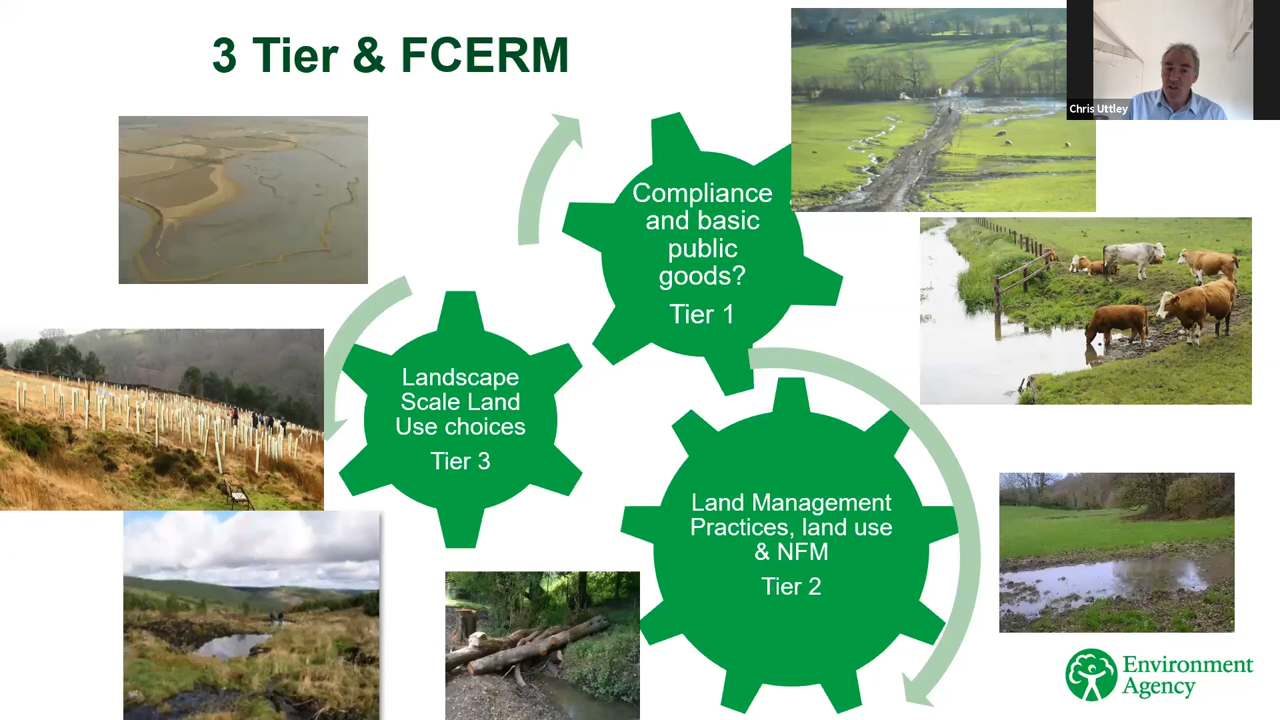 3 Tier & FCERM
Chris Uttley
Compliance
and basic
public
goods?
Tier 1
Landscape
Scale Land
Use choices
Tier 3
Land Management
Practices, land use
& NFM
Tier 2
Environment
Agency